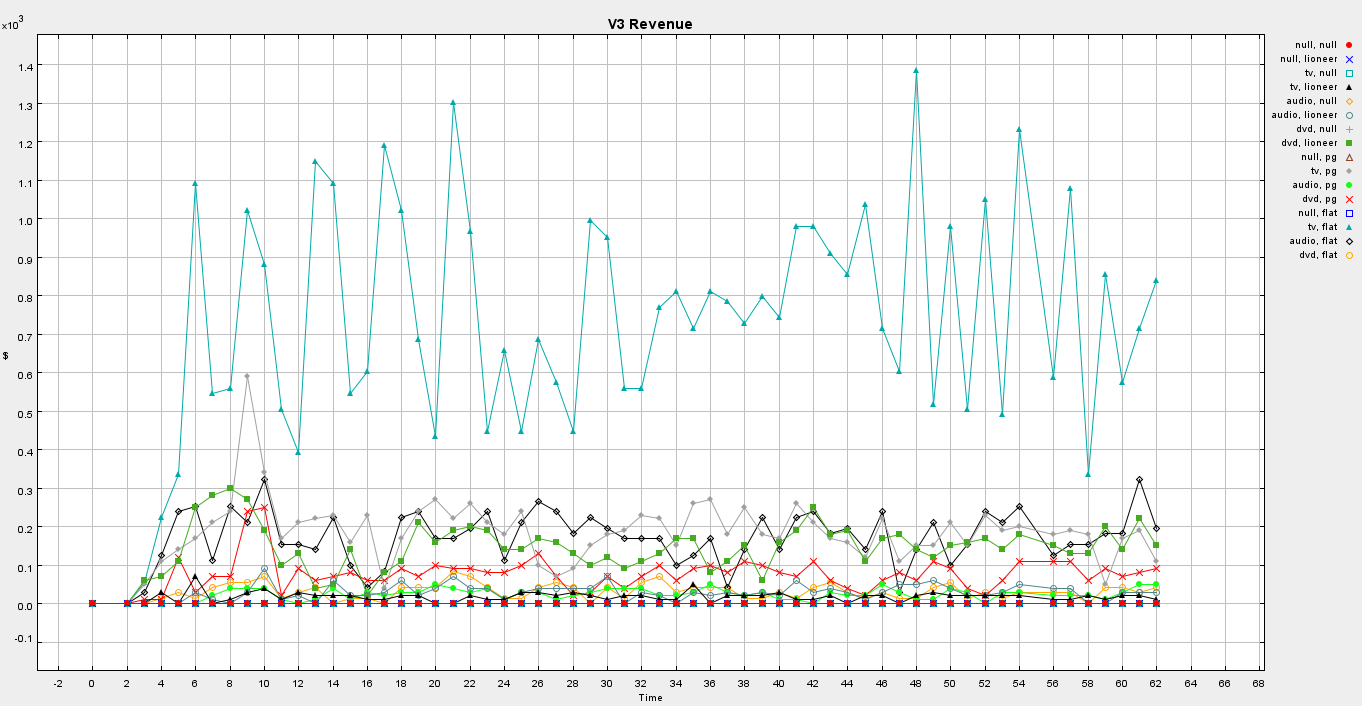 V3 Revenue
×10³
1.4
1.3
1.2
1.1
1.0
0.9
0.8
0.7
0.6
0.5
0.4
0.3
0.2
0.1
0.0
-0.1
$
-2 0 2 4 6 8 10 12 14 16 18 20 22 24 26 28 30 32 34 36 38 40 42 44 46 48 50 52 54 56 58 60 62 64 66 68
Time
null, null
null, lioneer
tv, null
tv, lioneer
audio, null
audio, lioneer
dvd, null
dvd, lioneer
null, pg
tv, pg
audio, pg
dvd, pg
null, flat
tv, flat
audio, flat
dvd, flat